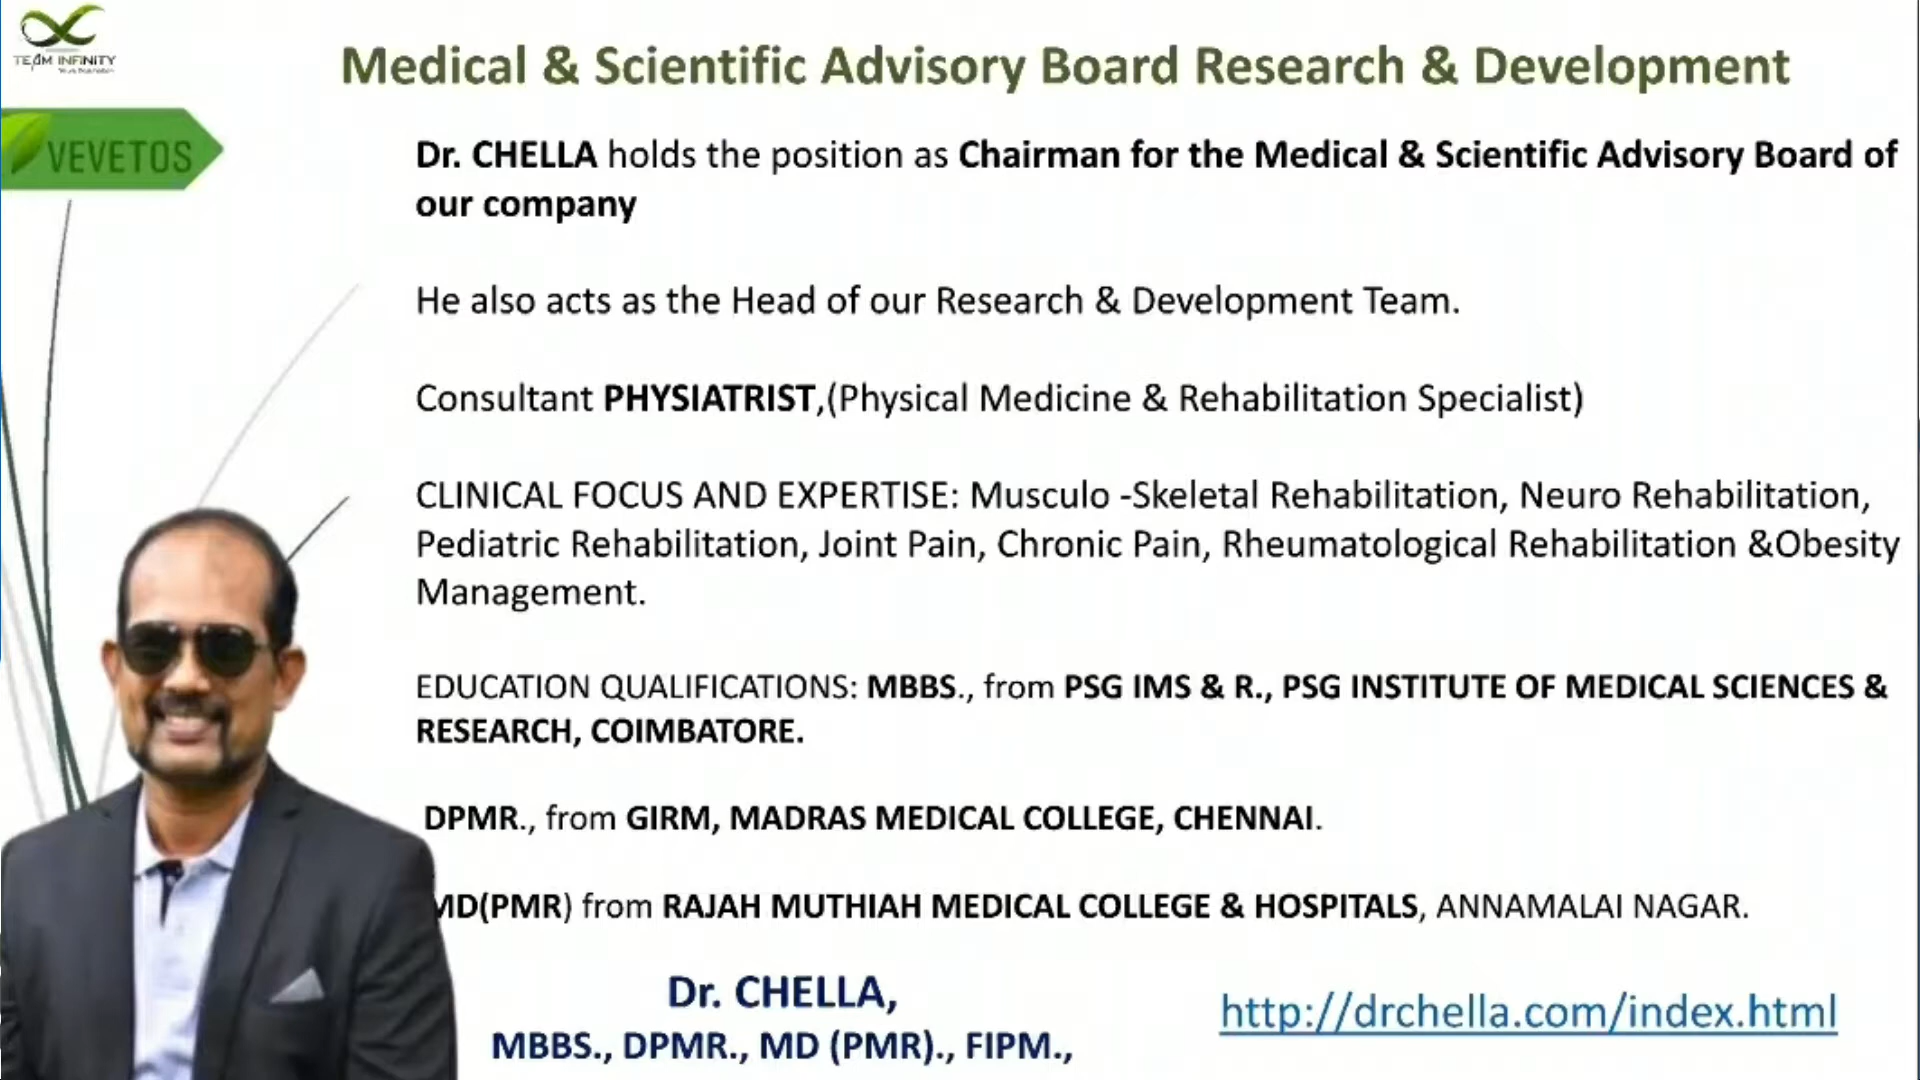 TEAM INFINITY
Medical & Scientific Advisory Board Research & Development
VEVETOS
Dr. CHELLA holds the position as Chairman for the Medical & Scientific Advisory Board of
our company
He also acts as the Head of our Research & Development Team.
Consultant PHYSIATRIST,(Physical Medicine & Rehabilitation Specialist)
CLINICAL FOCUS AND EXPERTISE: Musculo -Skeletal Rehabilitation, Neuro Rehabilitation,
Pediatric Rehabilitation, Joint Pain, Chronic Pain, Rheumatological Rehabilitation &Obesity
Management.
EDUCATION QUALIFICATIONS: MBBS., from PSG IMS & R., PSG INSTITUTE OF MEDICAL SCIENCES &
RESEARCH, COIMBATORE.
DPMR., from GIRM, MADRAS MEDICAL COLLEGE, CHENNAI.
MD(PMR) from RAJAH MUTHIAH MEDICAL COLLEGE & HOSPITALS, ANNAMALAI NAGAR.
Dr. CHELLA,
MBBS., DPMR., MD (PMR)., FIPM.,
http://drchella.com/index.html